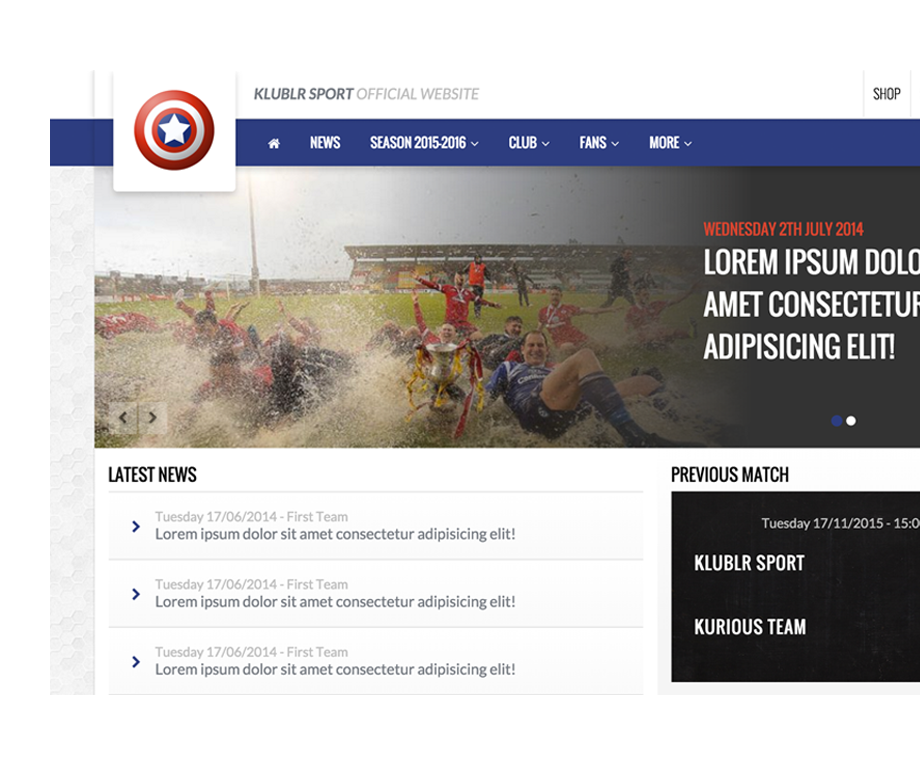 KLUBLR SPORT OFFICIAL WEBSITE
SHOP
NEWS SEASON 2015-2016 CLUB FANS MORE
WEDNESDAY 2TH JULY 2014
LOREM IPSUM DOLO
AMET CONSECTETUR
ADIPISICING ELIT!
LATEST NEWS
Tuesday 17/06/2014 - First Team
Lorem ipsum dolor sit amet consectetur adipisicing elit!
Tuesday 17/06/2014 - First Team
Lorem ipsum dolor sit amet consectetur adipisicing elit!
Tuesday 17/06/2014 - First Team
Lorem ipsum dolor sit amet consectetur adipisicing elit!
PREVIOUS MATCH
Tuesday 17/11/2015 - 15:0
KLUBLR SPORT
KURIOUS TEAM